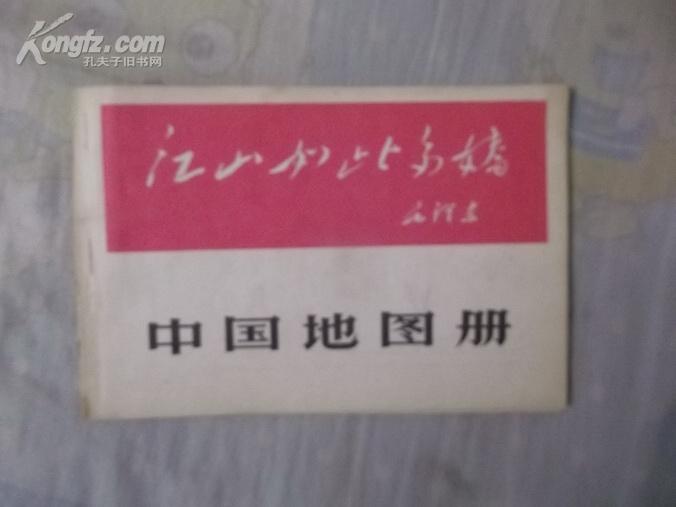 Kongfz.com
孔夫子旧书网
江山如此多娇
毛泽东
中国地图册